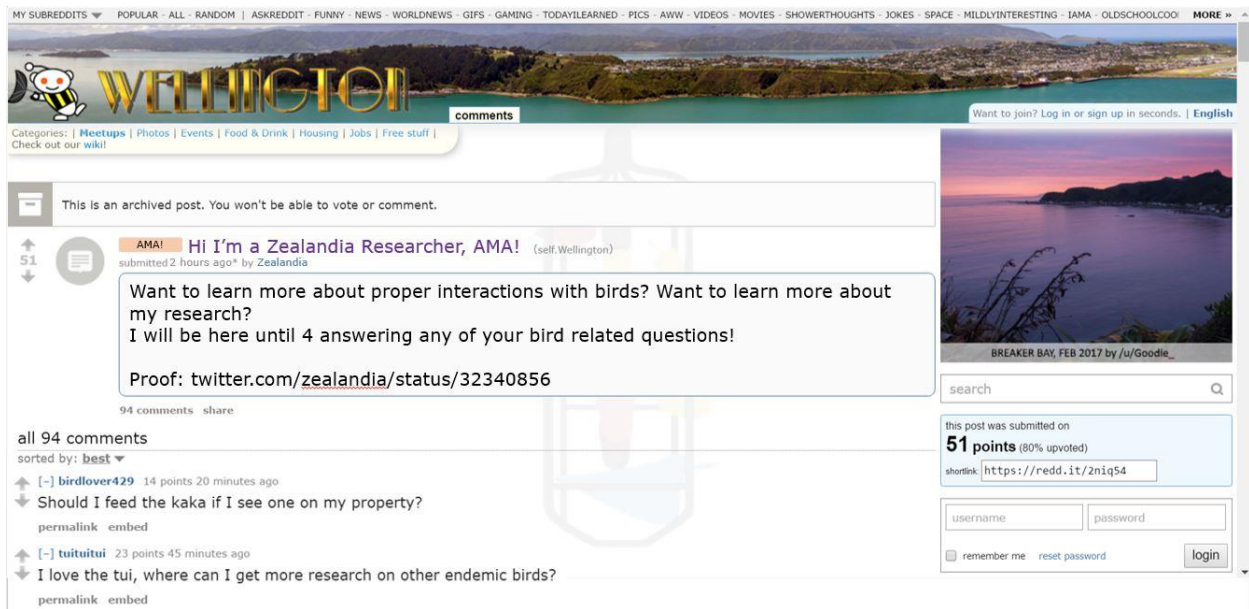 MY SUBREDDITS POPULAR - ALL - RANDOM | ASKREDDIT - FUNNY - NEWS - WORLDNEWS - GIFS - GAMING - TODAYILEARNED - PICS - AWW - VIDEOS - MOVIES - SHOWERTHOUGHTS - JOKES - SPACE - MILDLYINTERESTING - IAMA - OLDSCHOOLCOO MORE »
WELLINGTON
comments
Want to join? Log in or sign up in seconds. | English
Categories: | Meetups | Photos | Events | Food & Drink | Housing | Jobs | Free stuff |
Check out our wiki!
This is an archived post. You won't be able to vote or comment.
51
AMA! Hi I'm a Zealandia Researcher, AMA! (self.Wellington)
submitted 2 hours ago* by Zealandia
Want to learn more about proper interactions with birds? Want to learn more about
my research?
I will be here until 4 answering any of your bird related questions!
Proof: twitter.com/zealandia/status/32340856
94 comments share
all 94 comments
sorted by: best
[–] birdlover429 14 points 20 minutes ago
Should I feed the kaka if I see one on my property?
permalink embed
[–] tuituitui 23 points 45 minutes ago
I love the tui, where can I get more research on other endemic birds?
permalink embed
BREAKER BAY, FEB 2017 by /u/Goodie_
search
this post was submitted on
51 points (80% upvoted)
shortlink: https://redd.it/2niq54
username password
remember me reset password login